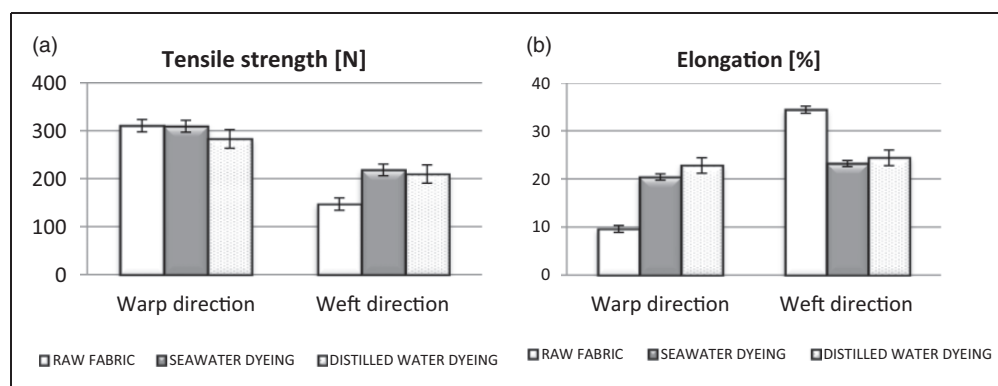 (a)
Tensile strength [N]
400
300
200
100
0
Warp direction Weft direction
RAW FABRIC SEAWATER DYEING DISTILLED WATER DYEING
(b)
Elongation [%]
40
30
20
10
0
Warp direction Weft direction
RAW FABRIC SEAWATER DYEING DISTILLED WATER DYEING